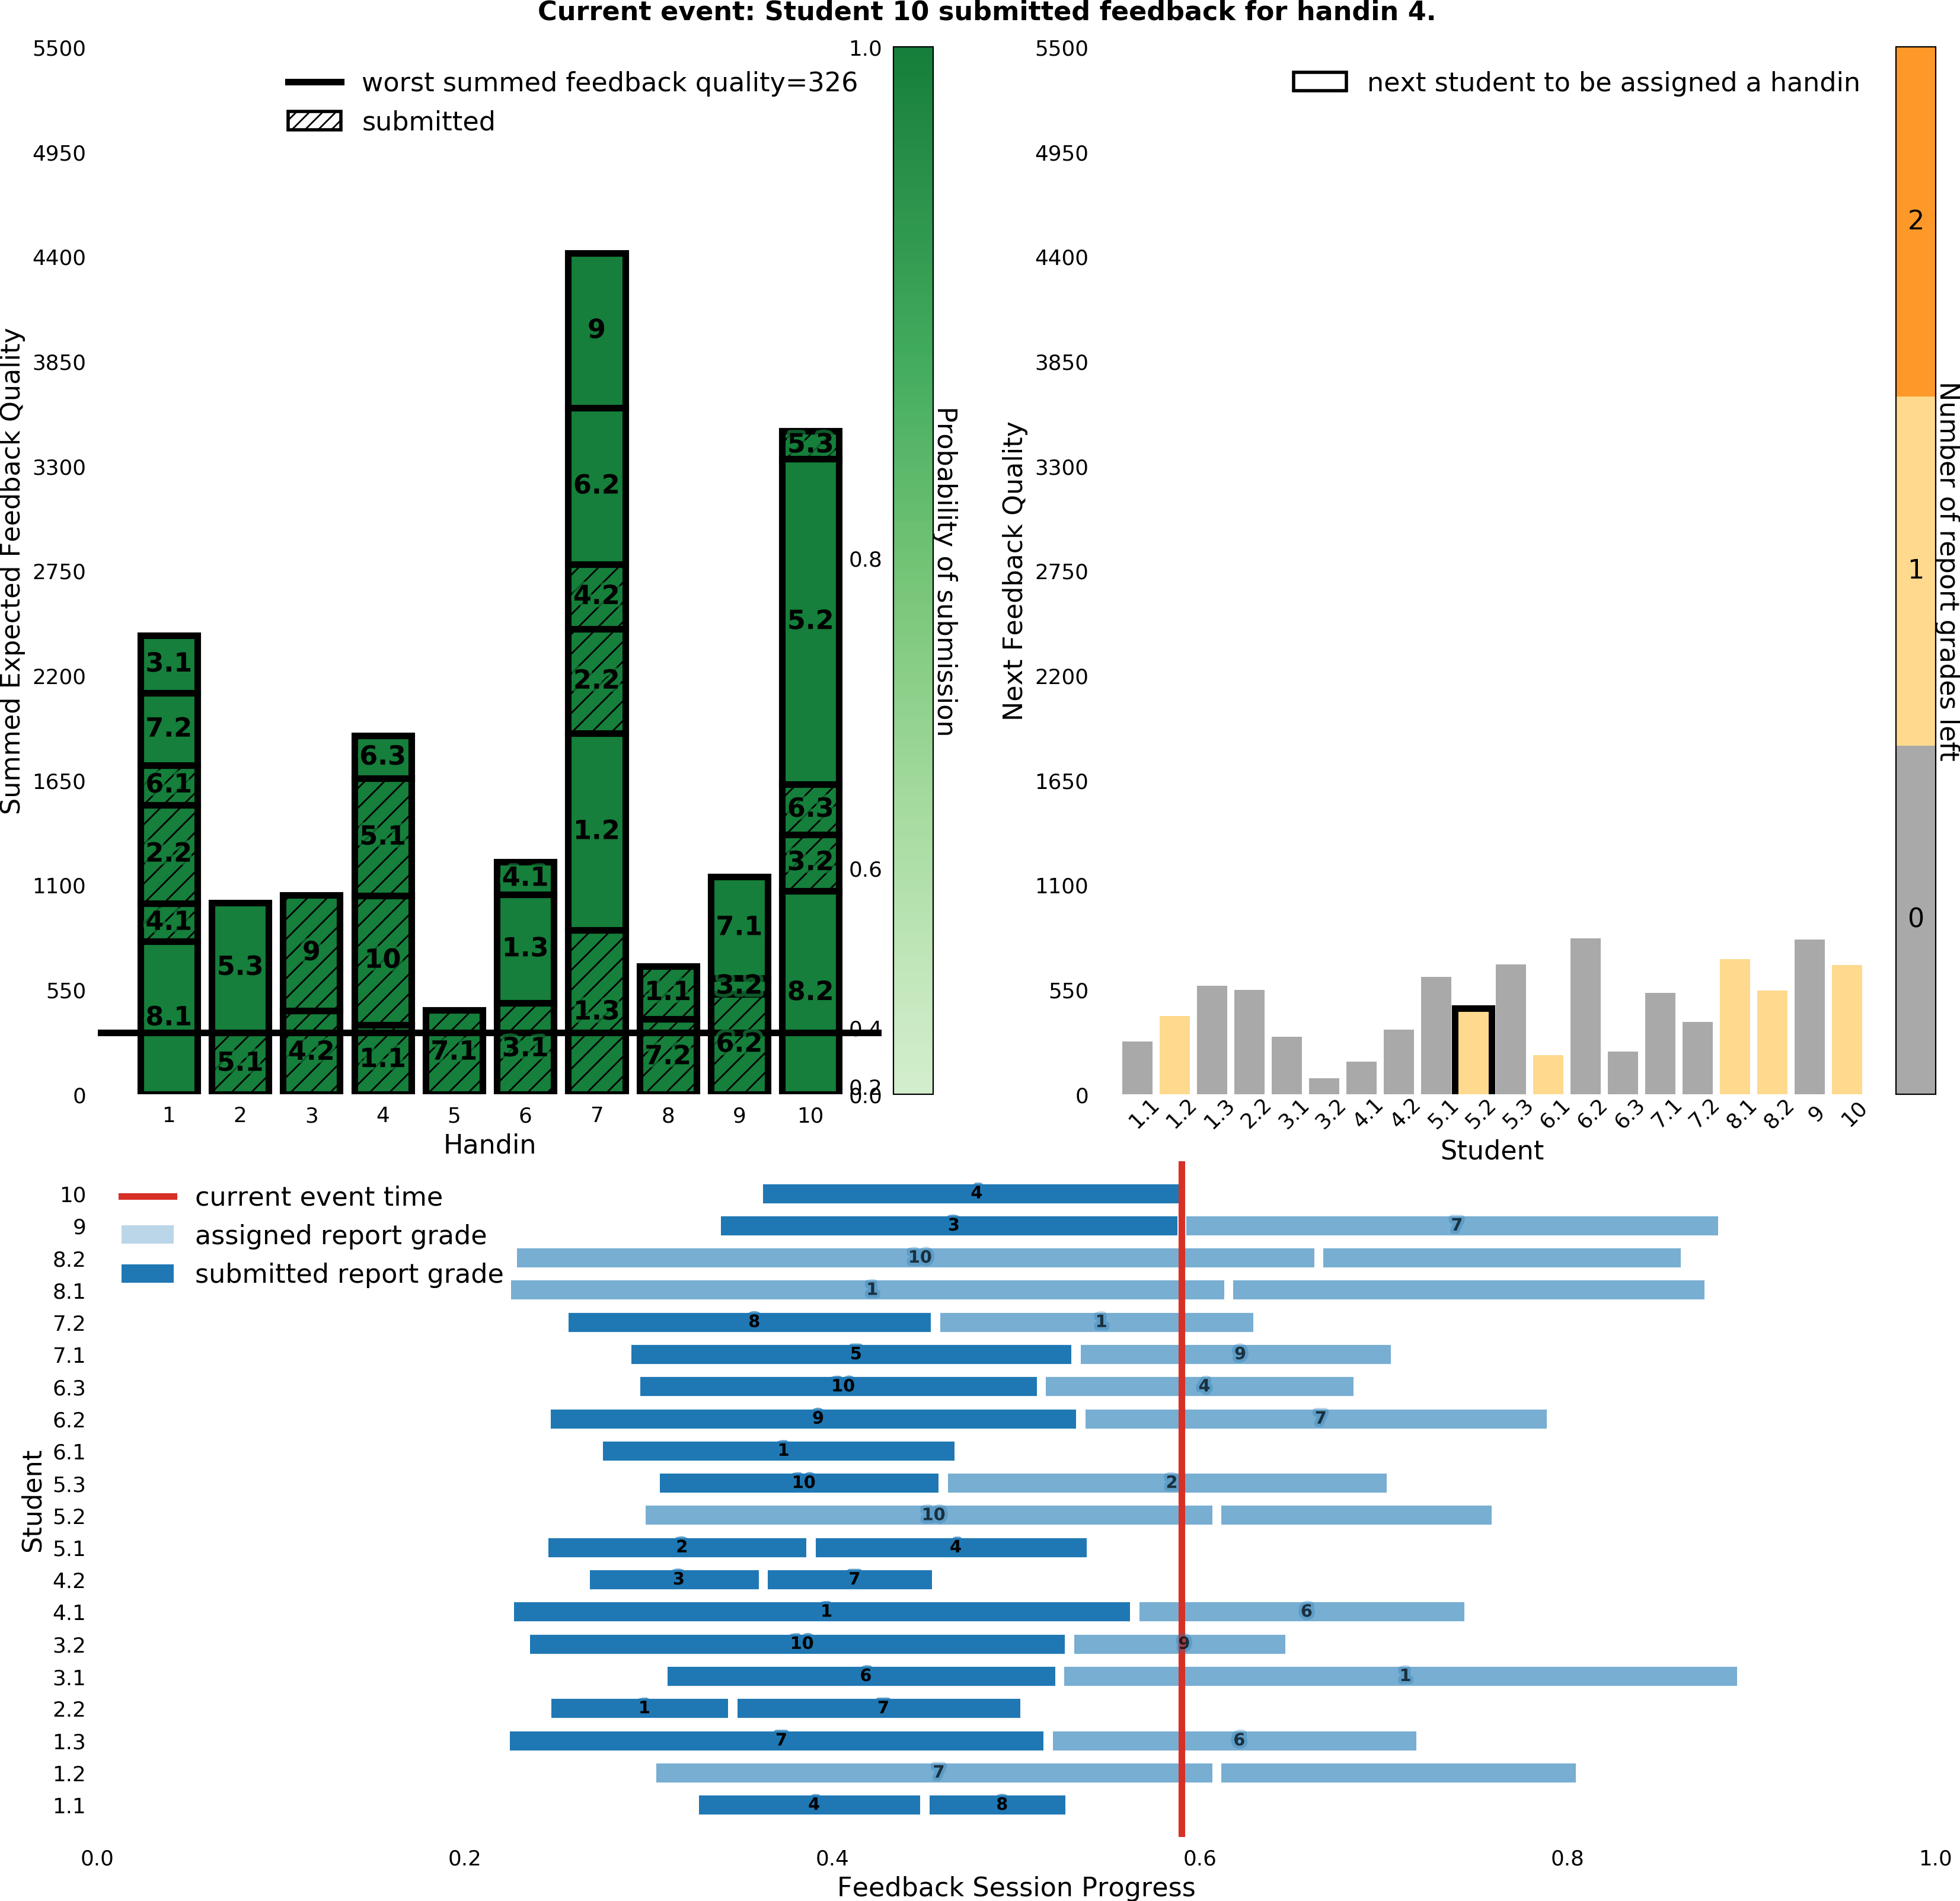 Current event: Student 10 submitted feedback for handin 4.
5500
4950
4400
3850
3300
2750
2200
1650
1100
550
0
Summed Expected Feedback Quality
worst summed feedback quality=326
submitted
3.1
7.2
6.1
2.2
4.1
8.1
5.3
5.1
9
4.2
6.3
5.1
10
1.1
7.1
4.1
1.3
3.1
9
6.2
4.2
2.2
1.2
1.3
1.1
7.2
7.1
3.2
6.2
5.3
5.2
6.3
3.2
8.2
1 2 3 4 5 6 7 8 9 10
Handin
1.0
0.8
0.6
0.4
0.2
0.0
Probability of submission
5500
4950
4400
3850
3300
2750
2200
1650
1100
550
0
Next Feedback Quality
next student to be assigned a handin
1.1 1.2 1.3 2.2 3.1 3.2 4.1 4.2 5.1 5.2 5.3 6.1 6.2 6.3 7.1 7.2 8.1 8.2 9 10
Student
2
1
0
Number of report grades left
current event time
assigned report grade
submitted report grade
Student
10 4
9 3 7
8.2 10
8.1 1
7.2 8 1
7.1 5 9
6.3 10 4
6.2 9 7
6.1 1
5.3 10 2
5.2 10
5.1 2 4
4.2 3 7
4.1 1 6
3.2 10 9
3.1 6 1
2.2 1 7
1.3 7 6
1.2 7
1.1 4 8
0.0 0.2 0.4 0.6 0.8 1.0
Feedback Session Progress